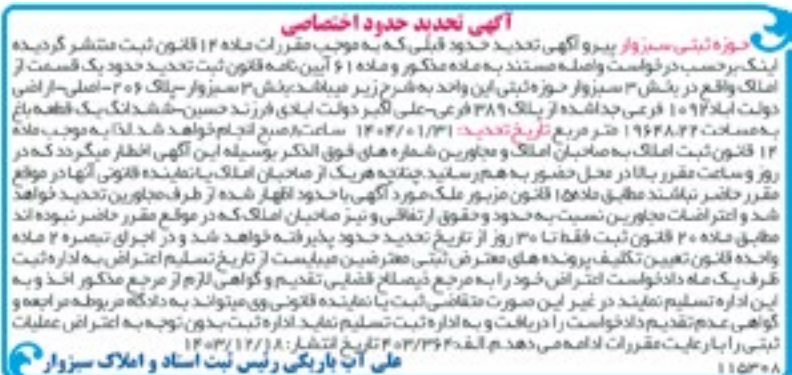 آگهی تحدید حدود اختصاصی
حوزه ثبتی سبزوار پیرو آگهی تحدید حدود قبلی که به موجب مقررات ماده ۱۴ قانون ثبت منتشر گردیده
اینک برحسب درخواست واصله مستند به ماده مذکور و ماده ۶۱ آیین نامه قانون ثبت تحدید حدود یک قسمت از
املاک واقع در بخش ۳ سبزوار حوزه ثبتی این واحد به شرح زیر میباشد:بخش ۳ سبزوار -پلاک ۲۰۶-اصلی-اراضی
دولت اباد ۱۰۹۴ فرعی جداشده از پلاک ۳۸۹ فرعی-علی اکبر دولت ابادی فرزند حسین-ششدانگ یک قطعه باغ
به مساحت ۱۹۶۴۸.۲۲ متر مربع تاریخ تحدید: ۱۴۰۴/۰۱/۳۱ ساعت ۸ صبح انجام خواهد شد.لذا به موجب ماده
۱۴ قانون ثبت املاک به صاحبان املاک و مجاورین شماره های فوق الذکر بوسیله این آگهی اخطار میگردد که در
روز و ساعت مقرر بالا در محل حضور به هم رسانید.چنانچه هریک از صاحبان املاک یا نماینده قانونی آنها در موقع
مقرر حاضر نباشند مطابق ماده۱۵ قانون مزبور ملک مورد آگهی با حدود اظهار شده از طرف مجاورین تحدید خواهد
شد و اعتراضات مجاورین نسبت به حدود و حقوق ارتفاقی و نیز صاحبان املاک که در موقع مقرر حاضر نبوده اند
مطابق ماده ۲۰ قانون ثبت فقط تا ۳۰ روز از تاریخ تحدید حدود پذیرفته خواهد شد و در اجرای تبصره ۲ ماده
واحده قانون تعیین تکلیف پرونده های معترض ثبتی معترضین میبایست از تاریخ تسلیم اعتراض به اداره ثبت
ظرف یک ماه دادخواست اعتراض خود را به مرجع ذیصلاح قضایی تقدیم و گواهی لازم از مرجع مذکور اخذ و به
این اداره تسلیم نمایند در غیر این صورت متقاضی ثبت یا نماینده قانونی وی میتواند به دادگاه مربوطه مراجعه و
گواهی عدم تقدیم دادخواست را دریافت و به اداره ثبت تسلیم نماید.اداره ثبت بدون توجه به اعتراض عملیات
ثبتی را با رعایت مقررات ادامه می دهد.م.الف:۴۰۳/۳۶۴ تاریخ انتشار: ۱۴۰۳/۱۲/۱۸
علی آب باریکی رئیس ثبت اسناد و املاک سبزوار
۱۱۵۳۰۸